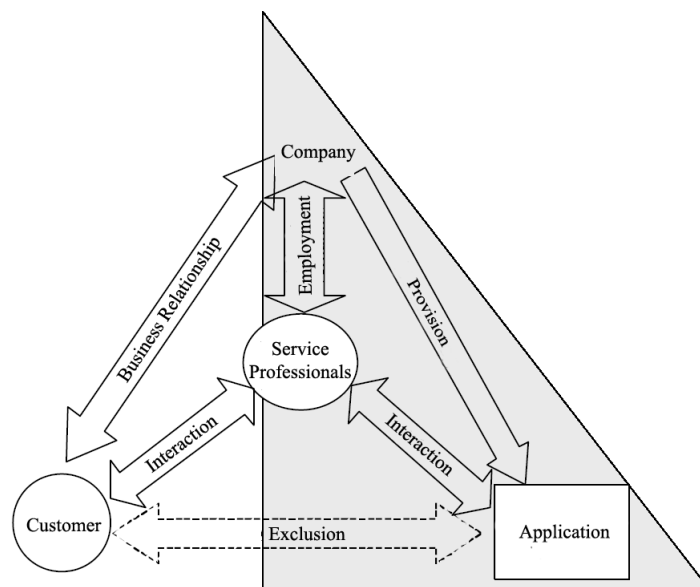 Company
Employment
Business Relationship
Provision
Service
Professionals
Interaction
Interaction
Customer
Exclusion
Application